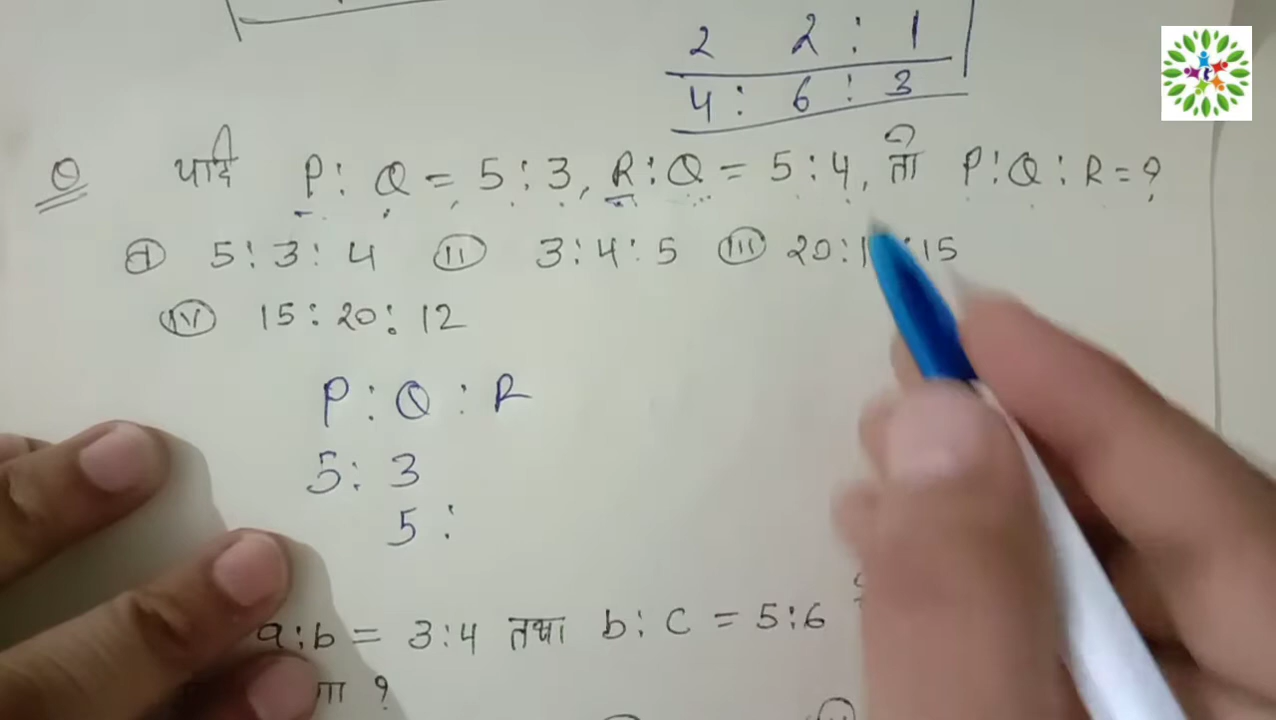 2 2 : 1
4 : 6 : 3
Q यदि P : Q = 5 : 3, R : Q = 5 : 4, तो P : Q : R = ?
I 5 : 3 : 4 II 3 : 4 : 5 III 20 : 1 : 15
IV 15 : 20 : 12
P : Q : R
5 : 3
5 :
a : b = 3 : 4 तथा b : c = 5 : 6
?